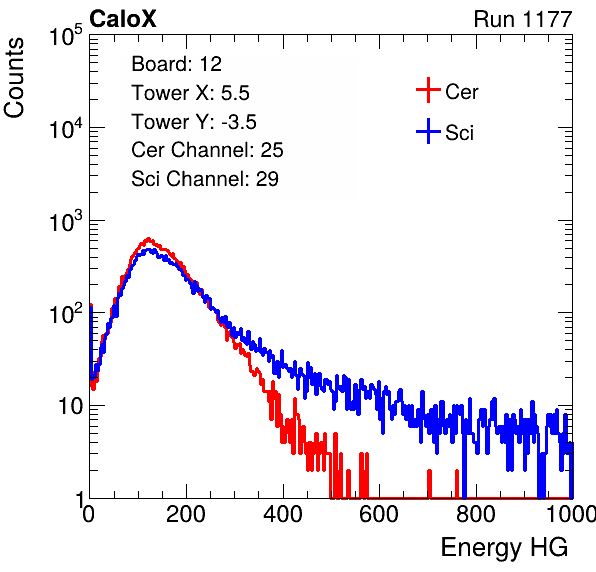 CaloX Run 1177
Counts
10^5
10^4
10^3
10^2
10
1
Board: 12
Tower X: 5.5
Tower Y: -3.5
Cer Channel: 25
Sci Channel: 29
Cer
Sci
0 200 400 600 800 1000
Energy HG